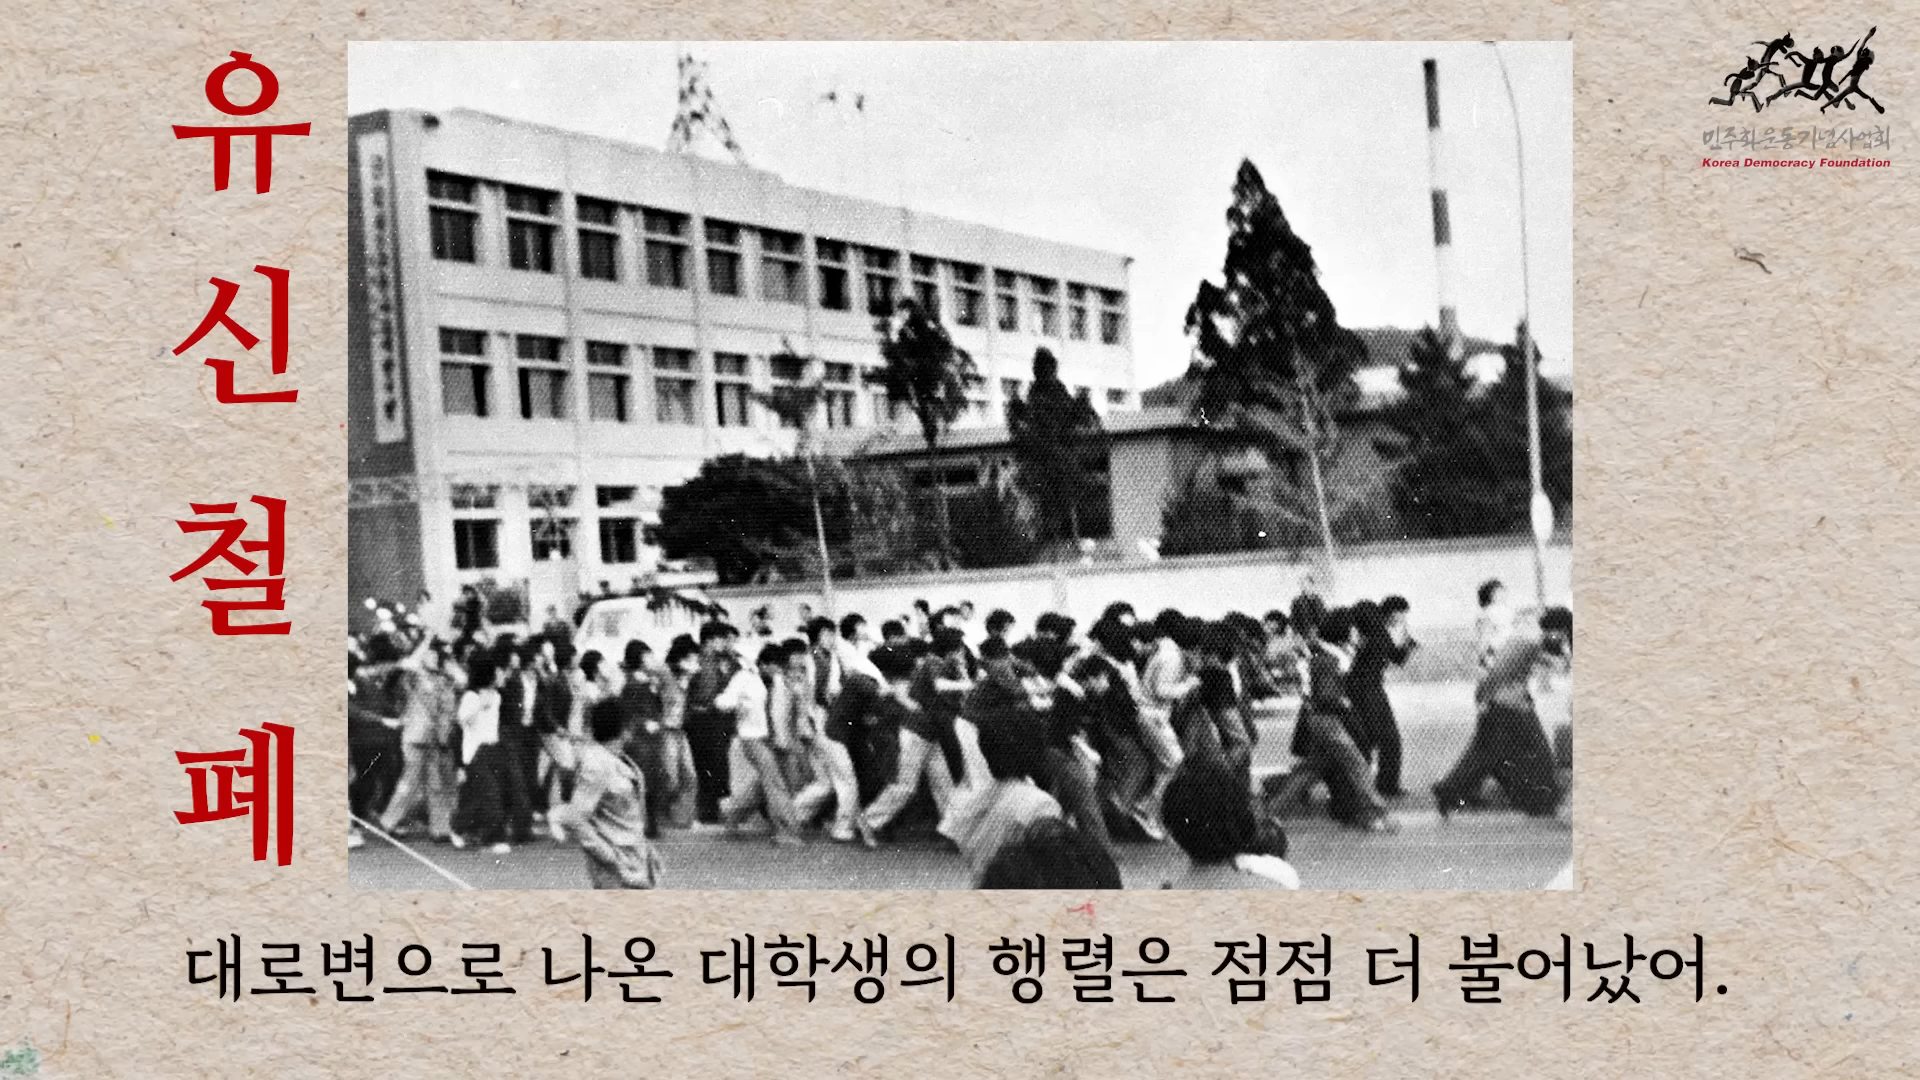 유신철폐
민주화운동기념사업회
Korea Democracy Foundation
대로변으로 나온 대학생의 행렬은 점점 더 불어났어.